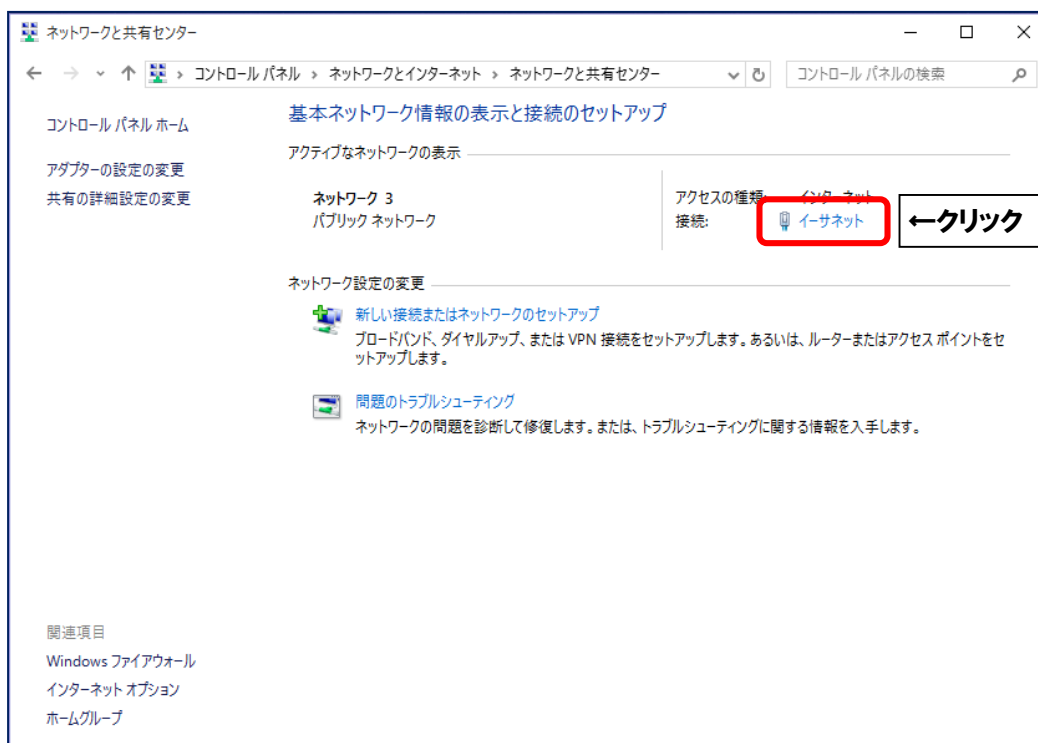 ネットワークと共有センター
コントロール パネル › ネットワークとインターネット › ネットワークと共有センター
コントロール パネルの検索
コントロール パネル ホーム
アダプターの設定の変更
共有の詳細設定の変更
基本ネットワーク情報の表示と接続のセットアップ
アクティブなネットワークの表示
ネットワーク 3
パブリック ネットワーク
アクセスの種類: インターネット
接続: イーサネット
←クリック
ネットワーク設定の変更
新しい接続またはネットワークのセットアップ
ブロードバンド、ダイヤルアップ、または VPN 接続をセットアップします。あるいは、ルーターまたはアクセス ポイントをセ
ットアップします。
問題のトラブルシューティング
ネットワークの問題を診断して修復します。または、トラブルシューティングに関する情報を入手します。
関連項目
Windows ファイアウォール
インターネット オプション
ホームグループ